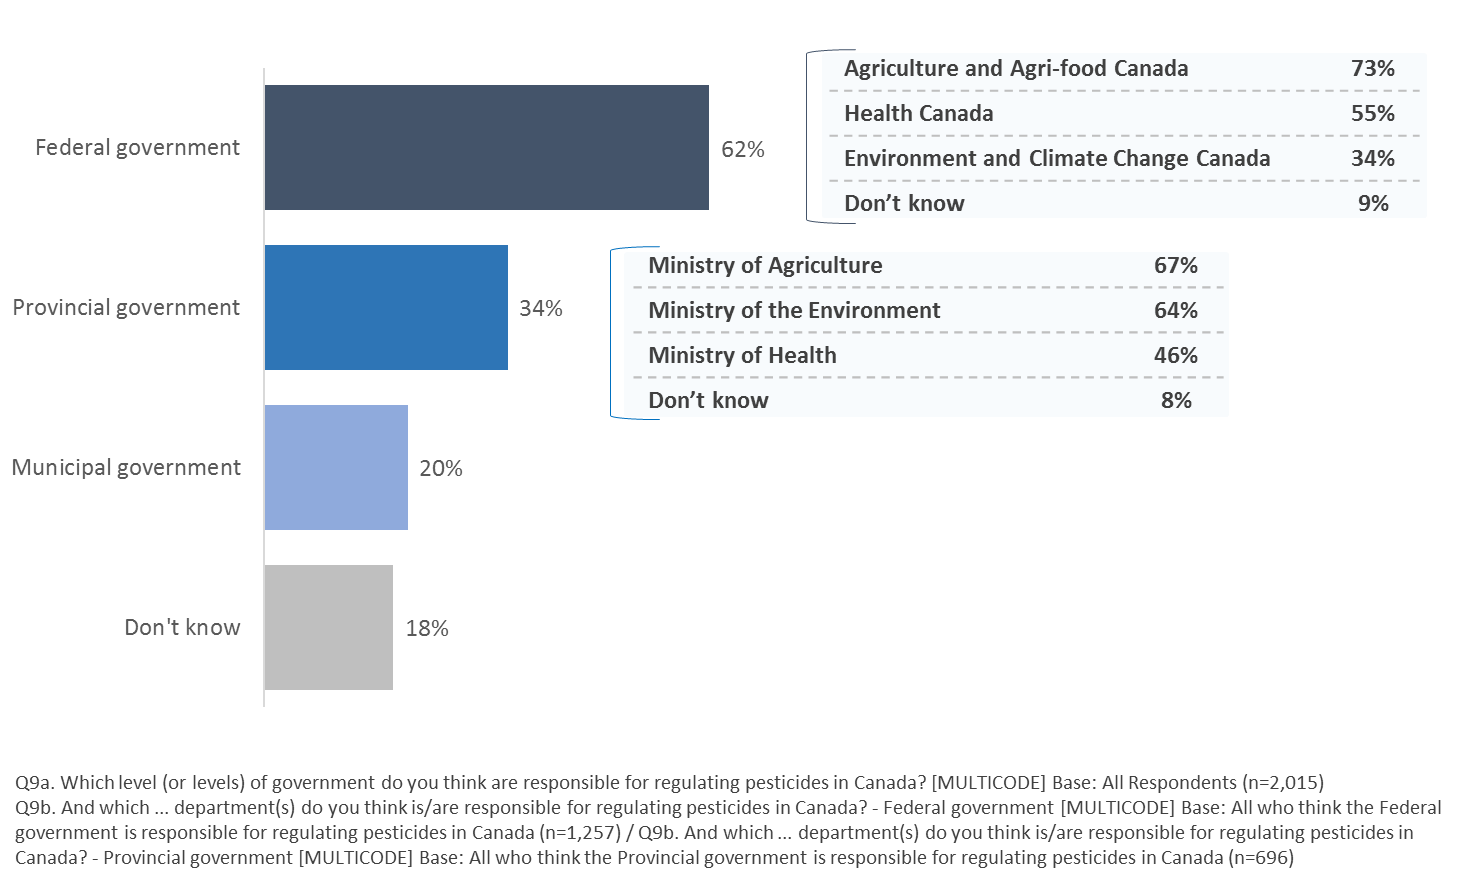 Federal government
62%
Agriculture and Agri-food Canada 73%
Health Canada 55%
Environment and Climate Change Canada 34%
Don’t know 9%
Provincial government
34%
Ministry of Agriculture 67%
Ministry of the Environment 64%
Ministry of Health 46%
Don’t know 8%
Municipal government
20%
Don't know
18%
Q9a. Which level (or levels) of government do you think are responsible for regulating pesticides in Canada? [MULTICODE] Base: All Respondents (n=2,015)
Q9b. And which ... department(s) do you think is/are responsible for regulating pesticides in Canada? - Federal government [MULTICODE] Base: All who think the Federal
government is responsible for regulating pesticides in Canada (n=1,257) / Q9b. And which ... department(s) do you think is/are responsible for regulating pesticides in
Canada? - Provincial government [MULTICODE] Base: All who think the Provincial government is responsible for regulating pesticides in Canada (n=696)